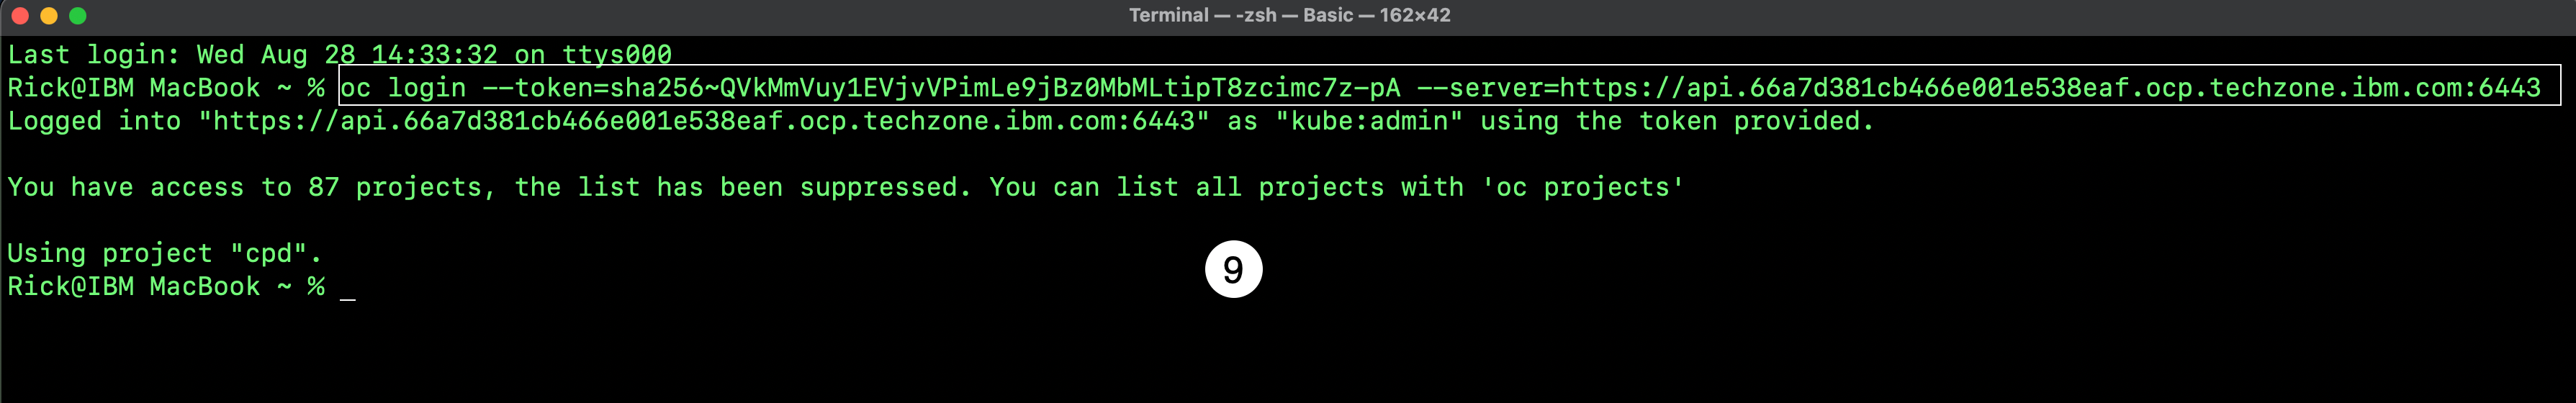 Terminal — -zsh — Basic — 162×42
Last login: Wed Aug 28 14:33:32 on ttys000
Rick@IBM MacBook ~ % oc login --token=sha256~QVkMmVuy1EVjvVPimLe9jBz0MbMLtipT8zcimc7z-pA --server=https://api.66a7d381cb466e001e538eaf.ocp.techzone.ibm.com:6443
Logged into "https://api.66a7d381cb466e001e538eaf.ocp.techzone.ibm.com:6443" as "kube:admin" using the token provided.
You have access to 87 projects, the list has been suppressed. You can list all projects with 'oc projects'
Using project "cpd".
9
Rick@IBM MacBook ~ % _